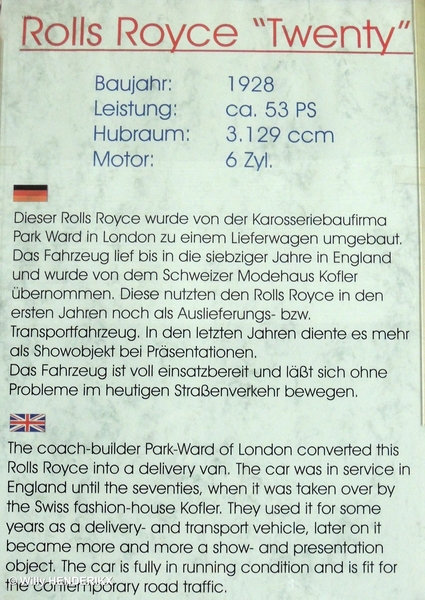 Rolls Royce "Twenty"
Baujahr: 1928
Leistung: ca. 53 PS
Hubraum: 3.129 ccm
Motor: 6 Zyl.
Dieser Rolls Royce wurde von der Karosseriebaufirma
Park Ward in London zu einem Lieferwagen umgebaut.
Das Fahrzeug lief bis in die siebziger Jahre in England
und wurde von dem Schweizer Modehaus Kofler
übernommen. Diese nutzten den Rolls Royce in den
ersten Jahren noch als Auslieferungs- bzw.
Transportfahrzeug. In den letzten Jahren diente es mehr
als Showobjekt bei Präsentationen.
Das Fahrzeug ist voll einsatzbereit und läßt sich ohne
Probleme im heutigen Straßenverkehr bewegen.
The coach-builder Park-Ward of London converted this
Rolls Royce into a delivery van. The car was in service in
England until the seventies, when it was taken over by
the Swiss fashion-house Kofler. They used it for some
years as a delivery- and transport vehicle, later on it
became more and more a show- and presentation
object. The car is fully in running condition and is fit for
the contemporary road traffic.
© Willy HENDERIKX